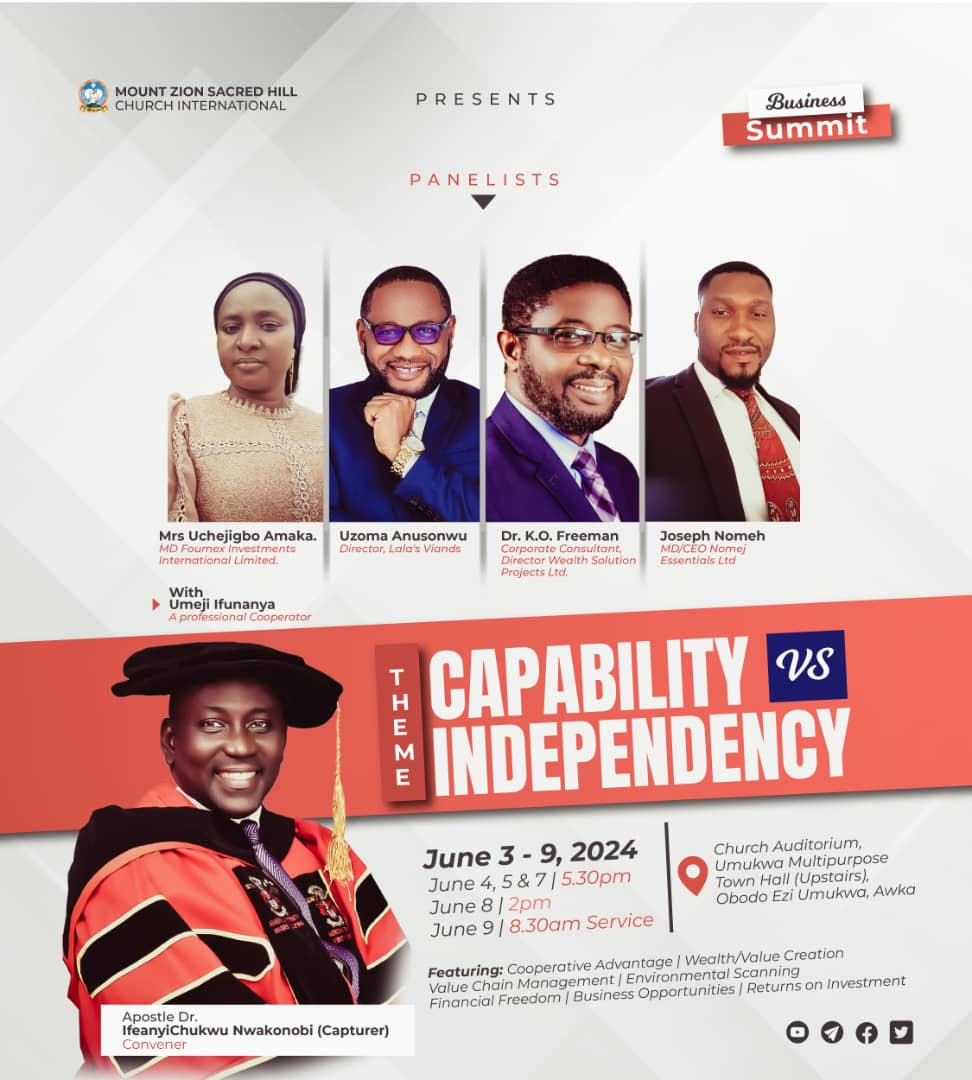 MOUNT ZION SACRED HILL
CHURCH INTERNATIONAL
PRESENTS
Business
Summit
PANELISTS
Mrs Uchejigbo Amaka.
MD Foumex Investments
International Limited.
Uzoma Anusonwu
Director, Lala's Viands
Dr. K.O. Freeman
Corporate Consultant,
Director Wealth Solution
Projects Ltd.
Joseph Nomeh
MD/CEO Nomej
Essentials Ltd
With
Umeji Ifunanya
A professional Cooperator
THEME
CAPABILITY VS
INDEPENDENCY
June 3 - 9, 2024
June 4, 5 & 7 | 5.30pm
June 8 | 2pm
June 9 | 8.30am Service
Church Auditorium,
Umukwa Multipurpose
Town Hall (Upstairs),
Obodo Ezi Umukwa, Awka
Featuring: Cooperative Advantage | Wealth/Value Creation
Value Chain Management | Environmental Scanning
Financial Freedom | Business Opportunities | Returns on Investment
Apostle Dr.
IfeanyiChukwu Nwakonobi (Capturer)
Convener